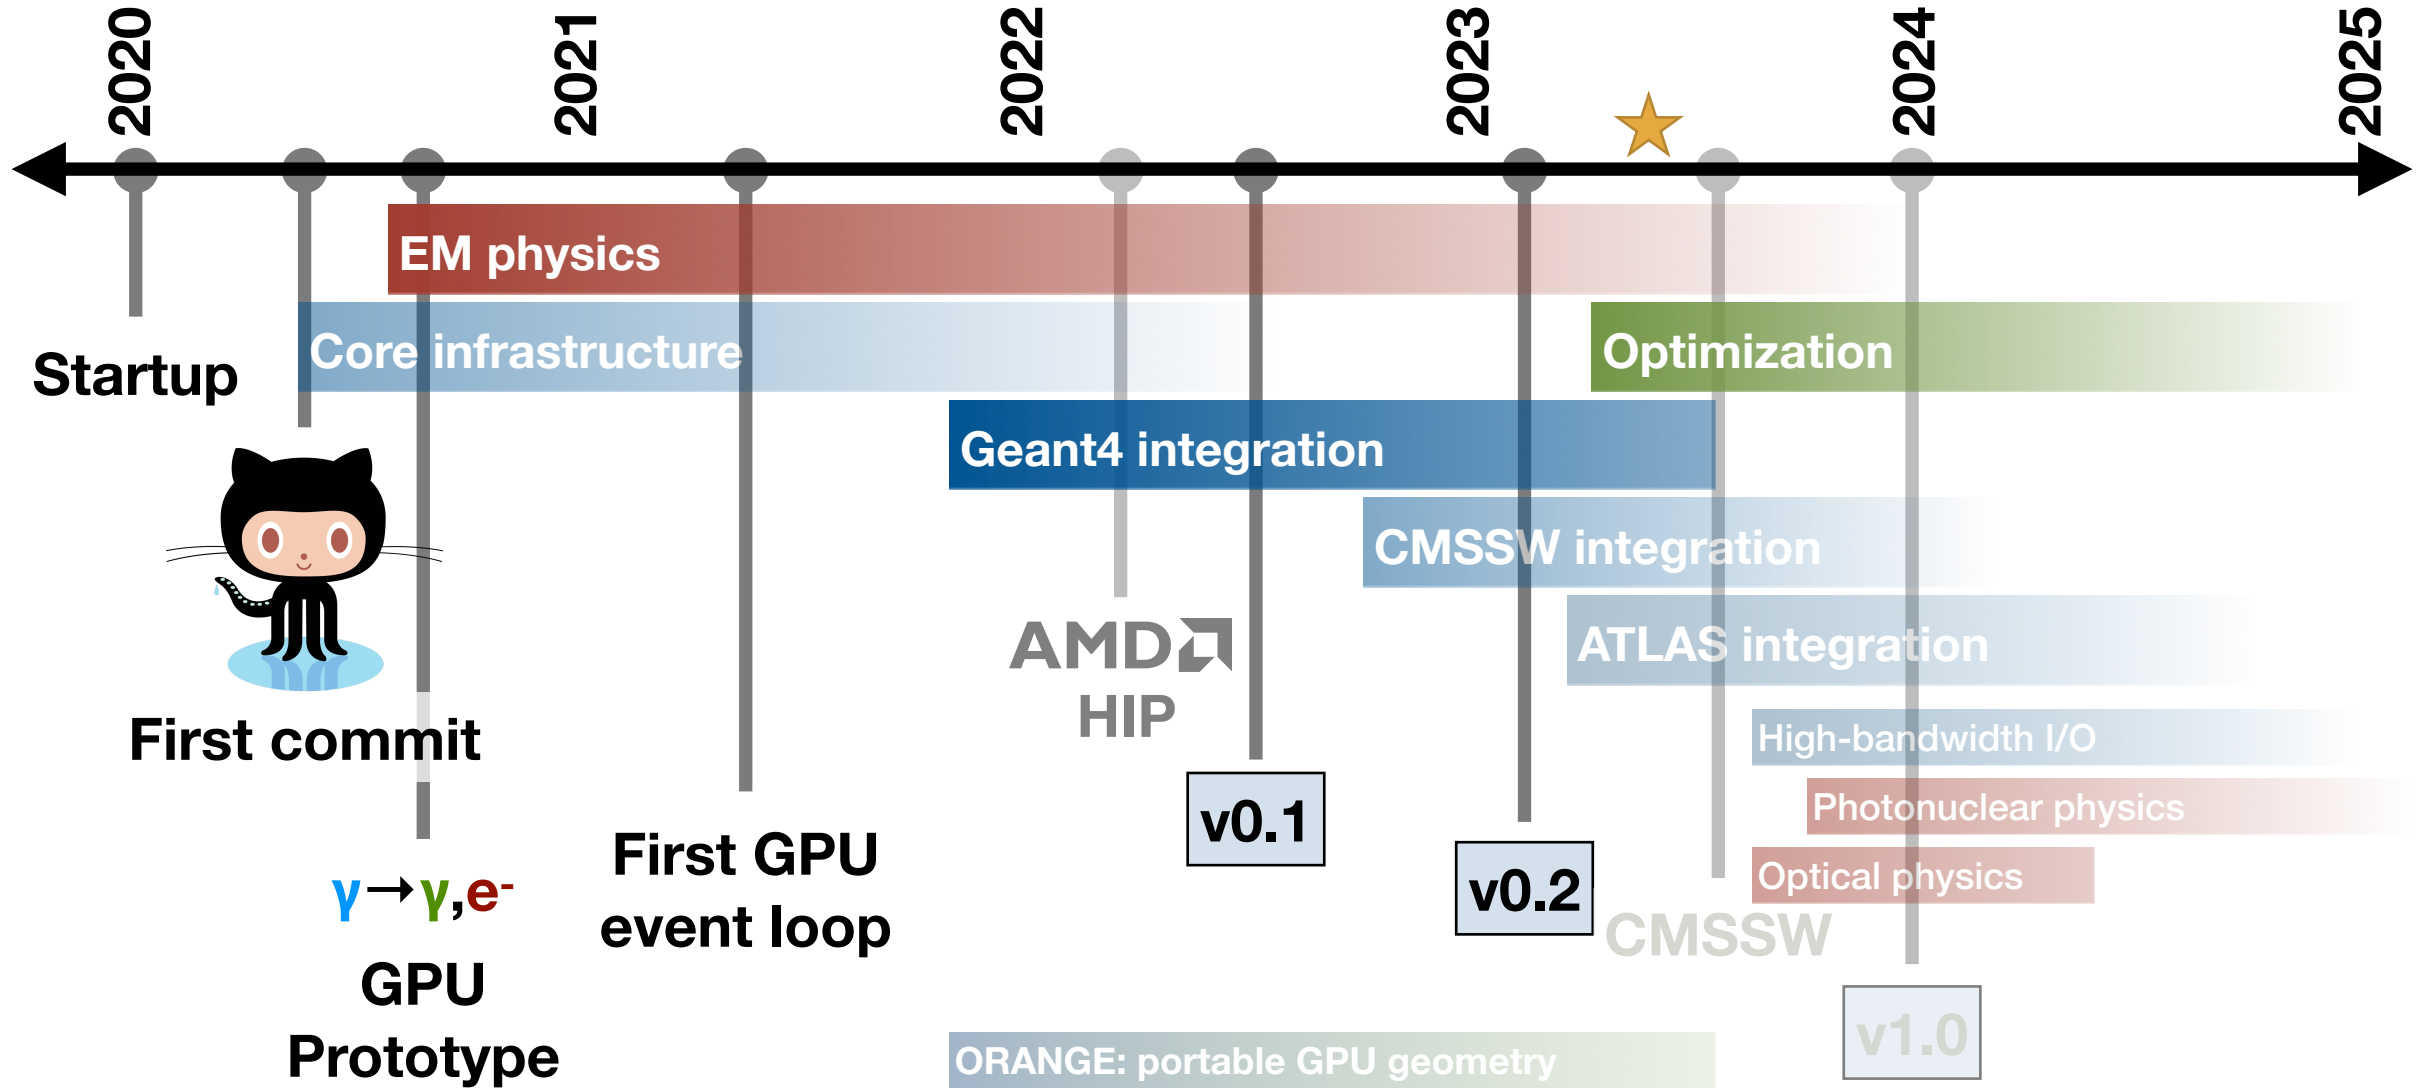 2020
2021
2022
2023
2024
2025
EM physics
Core infrastructure
Optimization
Startup
Geant4 integration
CMSSW integration
ATLAS integration
AMD
HIP
First commit
High-bandwidth I/O
v0.1
Photonuclear physics
First GPU
event loop
v0.2
Optical physics
γ→γ,e-
CMSSW
GPU
Prototype
v1.0
ORANGE: portable GPU geometry